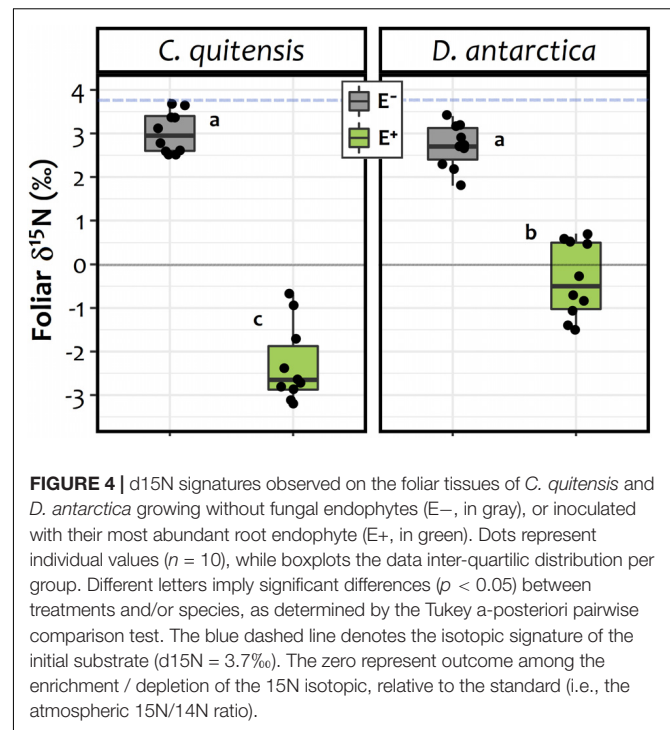 C. quitensis
D. antarctica
4
3
2
1
0
-1
-2
-3
Foliar δ¹⁵N (‰)
a
c
E⁻
E⁺
a
b
FIGURE 4 | d15N signatures observed on the foliar tissues of C. quitensis and
D. antarctica growing without fungal endophytes (E−, in gray), or inoculated
with their most abundant root endophyte (E+, in green). Dots represent
individual values (n = 10), while boxplots the data inter-quartilic distribution per
group. Different letters imply significant differences (p < 0.05) between
treatments and/or species, as determined by the Tukey a-posteriori pairwise
comparison test. The blue dashed line denotes the isotopic signature of the
initial substrate (d15N = 3.7‰). The zero represent outcome among the
enrichment / depletion of the 15N isotopic, relative to the standard (i.e., the
atmospheric 15N/14N ratio).